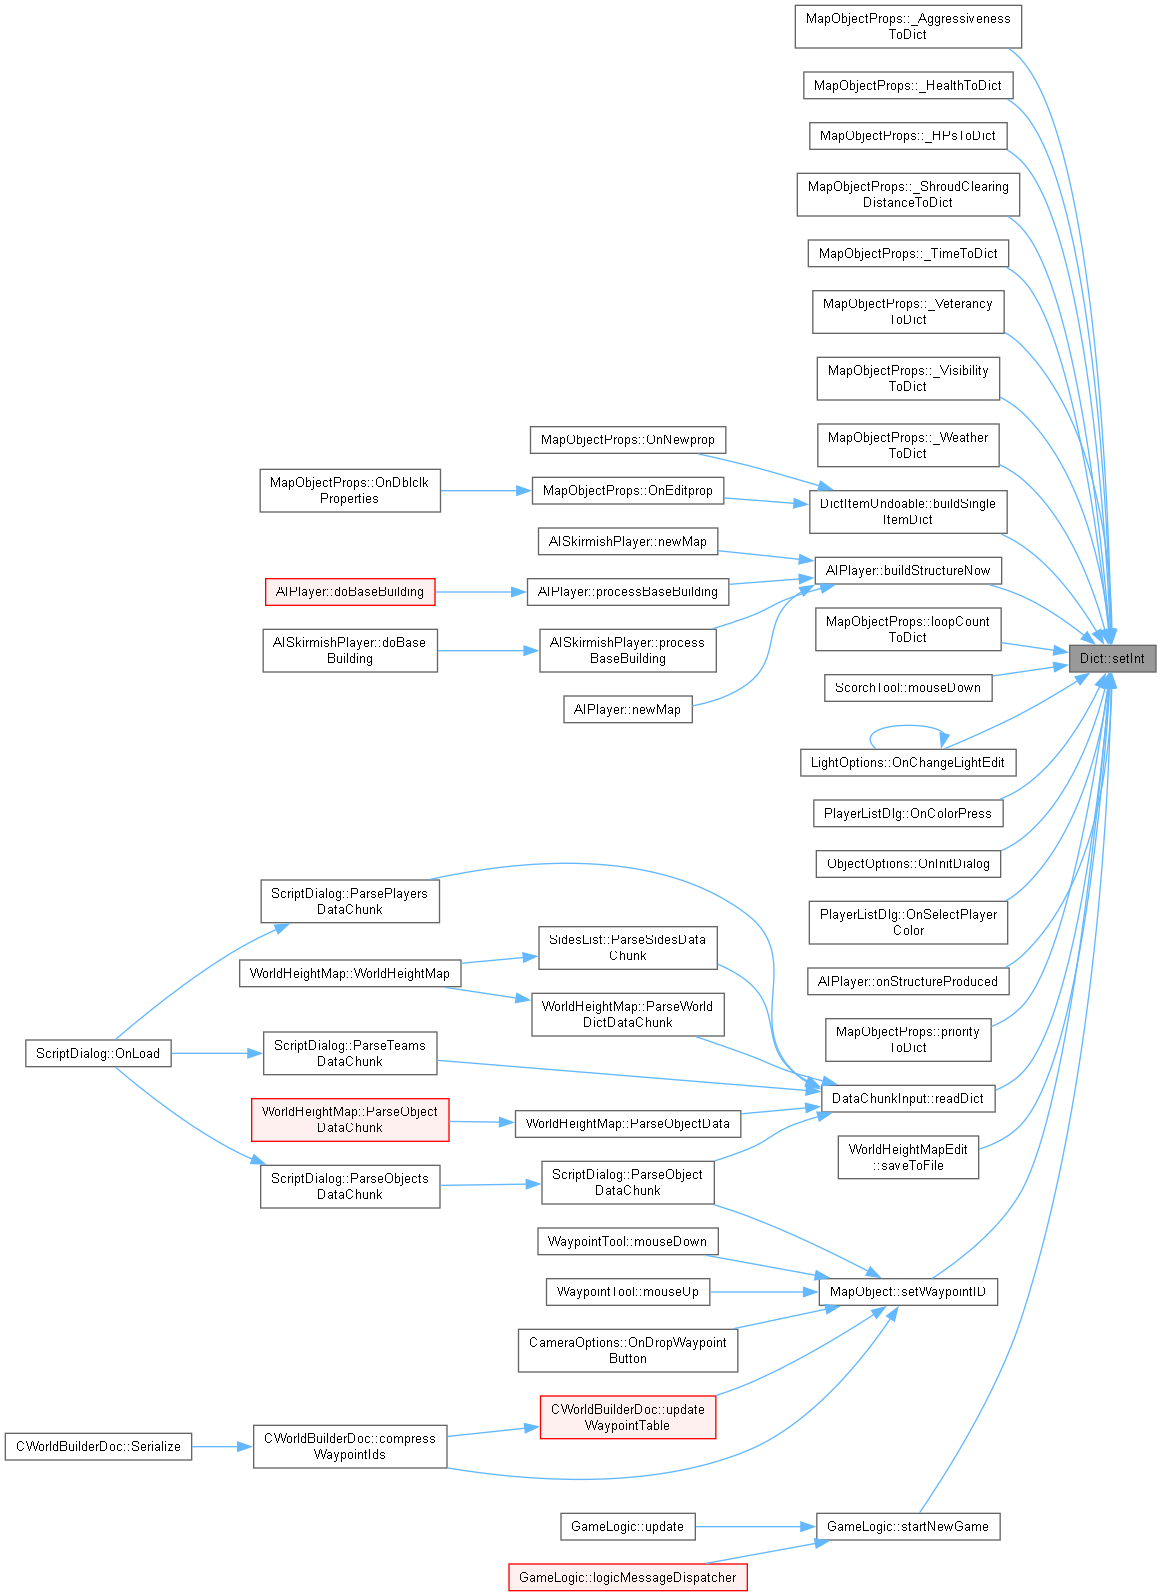 MapObjectProps::_Aggressiveness
ToDict
MapObjectProps::_HealthToDict
MapObjectProps::_HPsToDict
MapObjectProps::_ShroudClearing
DistanceToDict
MapObjectProps::_TimeToDict
MapObjectProps::_Veterancy
ToDict
MapObjectProps::_Visibility
ToDict
MapObjectProps::_Weather
ToDict
MapObjectProps::OnNewprop
MapObjectProps::OnDblclk
Properties
MapObjectProps::OnEditprop
DictItemUndoable::buildSingle
ItemDict
AISkirmishPlayer::newMap
AIPlayer::buildStructureNow
AIPlayer::doBaseBuilding
AIPlayer::processBaseBuilding
MapObjectProps::loopCount
ToDict
AISkirmishPlayer::doBase
Building
AISkirmishPlayer::process
BaseBuilding
Dict::setInt
ScorchTool::mouseDown
AIPlayer::newMap
LightOptions::OnChangeLightEdit
PlayerListDlg::OnColorPress
ObjectOptions::OnInitDialog
ScriptDialog::ParsePlayers
DataChunk
PlayerListDlg::OnSelectPlayer
Color
SidesList::ParseSidesData
Chunk
WorldHeightMap::WorldHeightMap
AIPlayer::onStructureProduced
WorldHeightMap::ParseWorld
DictDataChunk
MapObjectProps::priority
ToDict
ScriptDialog::OnLoad
ScriptDialog::ParseTeams
DataChunk
DataChunkInput::readDict
WorldHeightMap::ParseObject
DataChunk
WorldHeightMap::ParseObjectData
WorldHeightMapEdit
::saveToFile
ScriptDialog::ParseObjects
DataChunk
ScriptDialog::ParseObject
DataChunk
WaypointTool::mouseDown
WaypointTool::mouseUp
MapObject::setWaypointID
CameraOptions::OnDropWaypoint
Button
CWorldBuilderDoc::update
WaypointTable
CWorldBuilderDoc::Serialize
CWorldBuilderDoc::compress
WaypointIds
GameLogic::update
GameLogic::startNewGame
GameLogic::logicMessageDispatcher